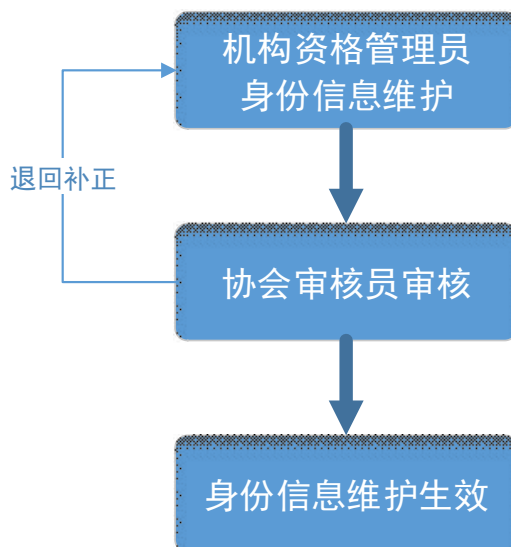 机构资格管理员
身份信息维护
退回补正
协会审核员审核
身份信息维护生效